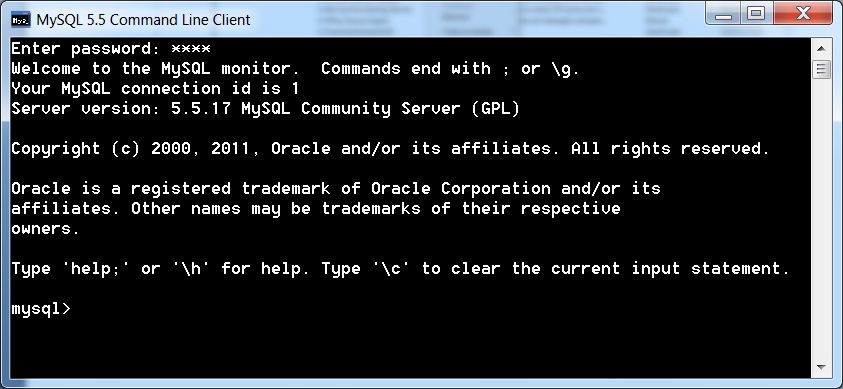 MySQL 5.5 Command Line Client
Enter password: ****
Welcome to the MySQL monitor.  Commands end with ; or \g.
Your MySQL connection id is 1
Server version: 5.5.17 MySQL Community Server (GPL)
Copyright (c) 2000, 2011, Oracle and/or its affiliates. All rights reserved.
Oracle is a registered trademark of Oracle Corporation and/or its
affiliates. Other names may be trademarks of their respective
owners.
Type 'help;' or '\h' for help. Type '\c' to clear the current input statement.
mysql>